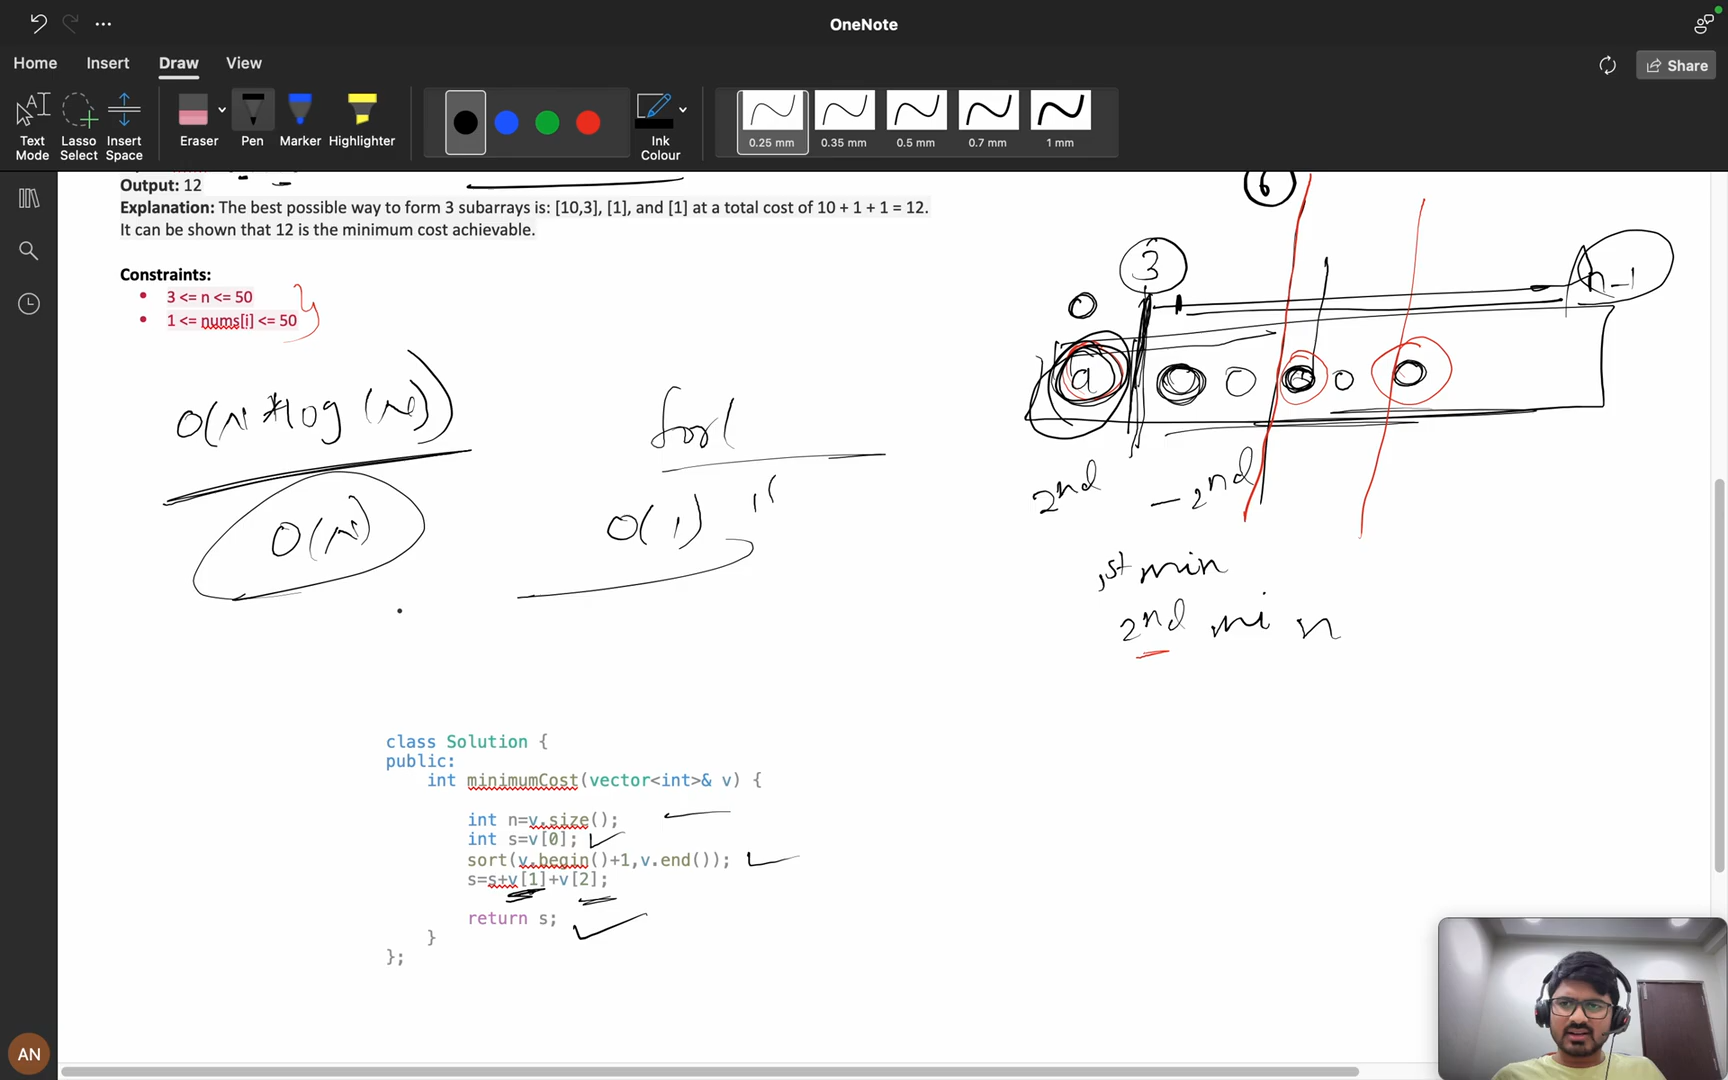 OneNote
Home Insert Draw View
Share
Text Mode
Lasso Select
Insert Space
Eraser
Pen
Marker
Highlighter
Ink Colour
0.25 mm
0.35 mm
0.5 mm
0.7 mm
1 mm
Output: 12
Explanation: The best possible way to form 3 subarrays is: [10,3], [1], and [1] at a total cost of 10 + 1 + 1 = 12.
It can be shown that 12 is the minimum cost achievable.
Constraints:
3 <= n <= 50
1 <= nums[i] <= 50
6
3
0
1
n-1
a
O(N*log(N))
for(
O(N)
O(1)
2nd
- 2nd
1st min
2nd min
class Solution {
public:
int minimumCost(vector<int>& v) {
int n=v.size();
int s=v[0];
sort(v.begin()+1,v.end());
s=s+v[1]+v[2];
return s;
}
};
AN